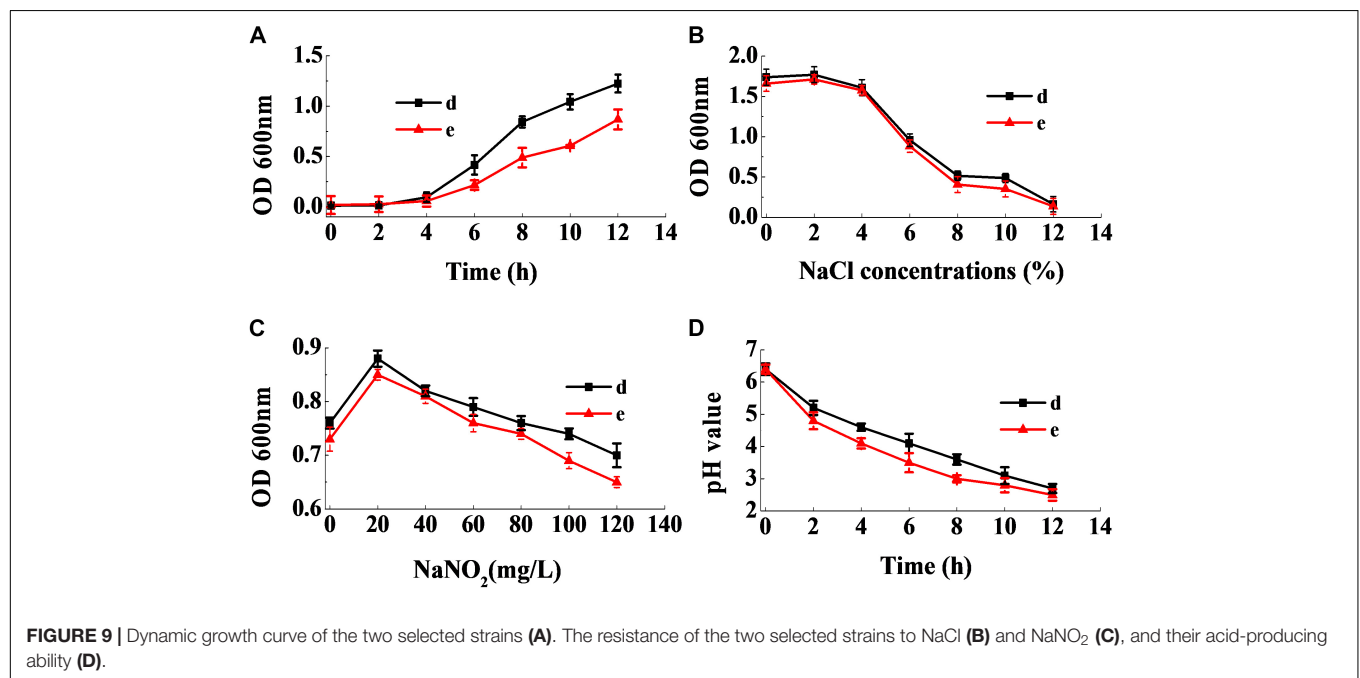 A
1.5
1.0
0.5
0.0
OD 600nm
d
e
0 2 4 6 8 10 12 14
Time (h)
B
2.0
1.5
1.0
0.5
0.0
OD 600nm
d
e
0 2 4 6 8 10 12 14
NaCl concentrations (%)
C
0.9
0.8
0.7
0.6
OD 600nm
d
e
0 20 40 60 80 100 120 140
NaNO₂(mg/L)
D
7
6
5
4
3
2
pH value
d
e
0 2 4 6 8 10 12 14
Time (h)
FIGURE 9 | Dynamic growth curve of the two selected strains (A). The resistance of the two selected strains to NaCl (B) and NaNO₂ (C), and their acid-producing
ability (D).